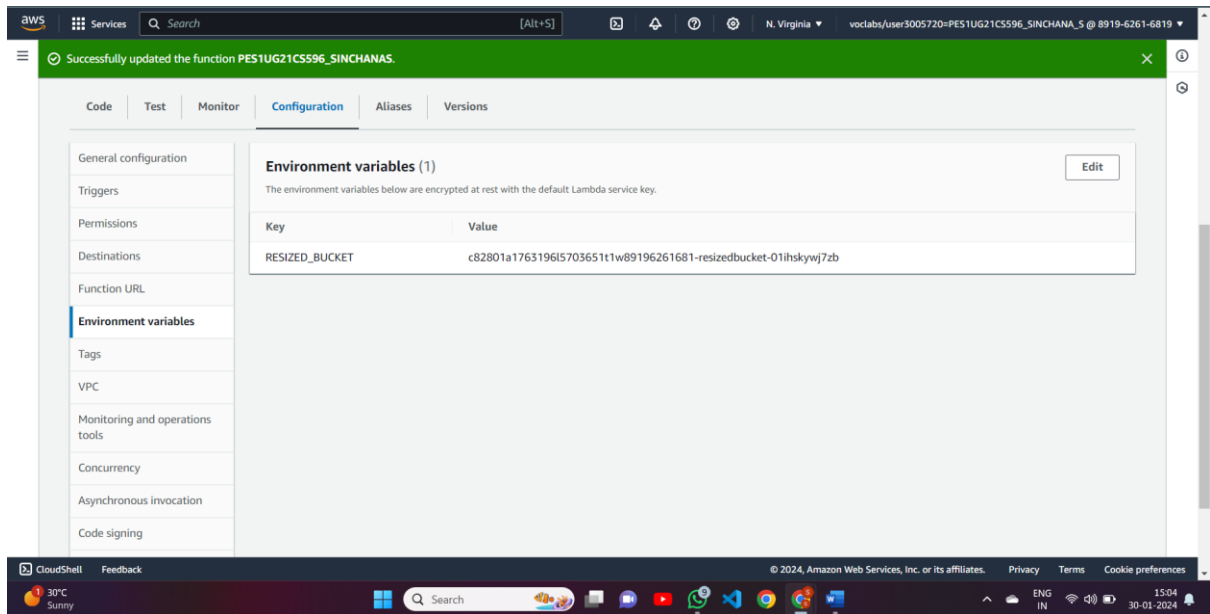 aws
Services
Search
[Alt+S]
N. Virginia ▼
voclabs/user3005720=PES1UG21CS596_SINCHANA_S @ 8919-6261-6819 ▼
Successfully updated the function PES1UG21CS596_SINCHANAS.
Code
Test
Monitor
Configuration
Aliases
Versions
General configuration
Triggers
Permissions
Destinations
Function URL
Environment variables
Tags
VPC
Monitoring and operations
tools
Concurrency
Asynchronous invocation
Code signing
Environment variables (1)
Edit
The environment variables below are encrypted at rest with the default Lambda service key.
Key
Value
RESIZED_BUCKET
c82801a1763196l5703651t1w89196261681-resizedbucket-01ihskywj7zb
CloudShell
Feedback
© 2024, Amazon Web Services, Inc. or its affiliates.
Privacy
Terms
Cookie preferences
1
30°C
Sunny
Search
ENG
IN
15:04
30-01-2024